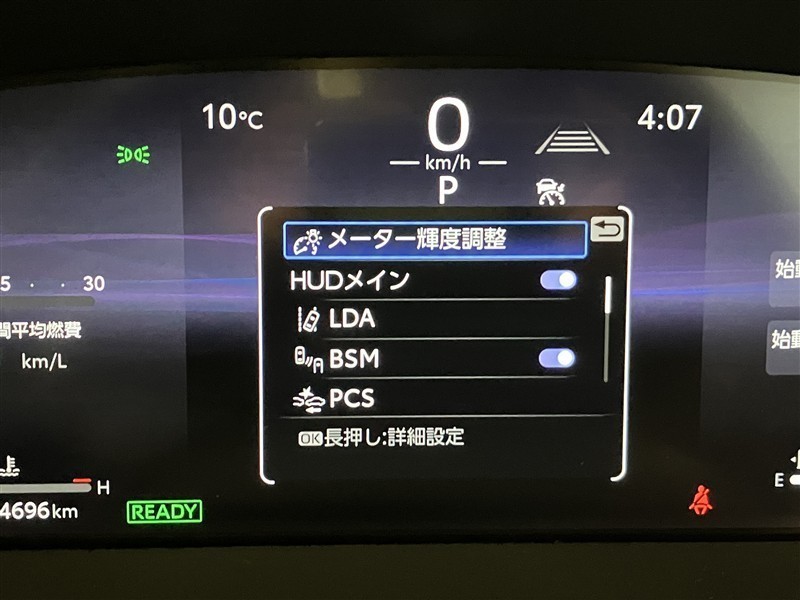 10℃
0
km/h
P
4:07
メーター輝度調整
HUDメイン
LDA
BSM
PCS
OK長押し:詳細設定
5 · · 30
間平均燃費
km/L
H
4696km
READY
始動
始動
E